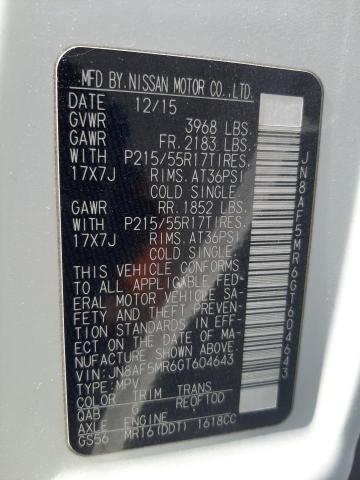 MFD BY NISSAN MOTOR CO.,LTD.
DATE 12/15
GVWR 3968 LBS.
GAWR FR. 2183 LBS.
WITH P215/55R17TIRES.
17X7J RIMS. AT36PSI
COLD SINGLE.
GAWR RR. 1852 LBS.
WITH P215/55R17TIRES.
17X7J RIMS. AT36PSI
COLD SINGLE.
THIS VEHICLE CONFORMS
TO ALL APPLICABLE FED-
ERAL MOTOR VEHICLE SA-
FETY AND THEFT PREVEN-
TION STANDARDS IN EFF-
ECT ON THE DATE OF MA-
NUFACTURE SHOWN ABOVE.
VIN:JN8AF5MR6GT604643
TYPE:MPV
COLOR TRIM TRANS
QAB G RE0F10D
AXLE ENGINE
GS56 MR16(DDT) 1618CC
JN8AF5MR6GT604643